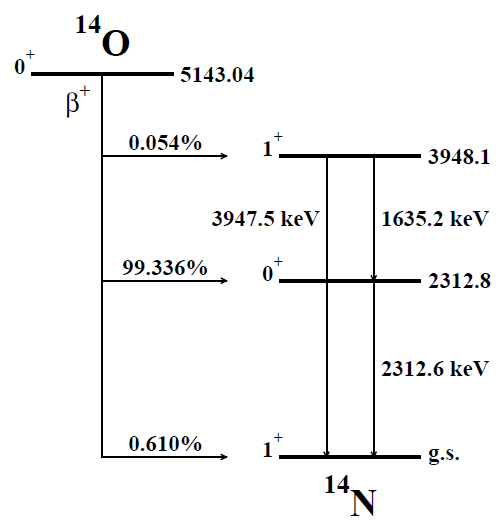 ¹⁴O
0⁺ 5143.04
β⁺
0.054% 1⁺ 3948.1
3947.5 keV 1635.2 keV
99.336% 0⁺ 2312.8
2312.6 keV
0.610% 1⁺ g.s.
¹⁴N